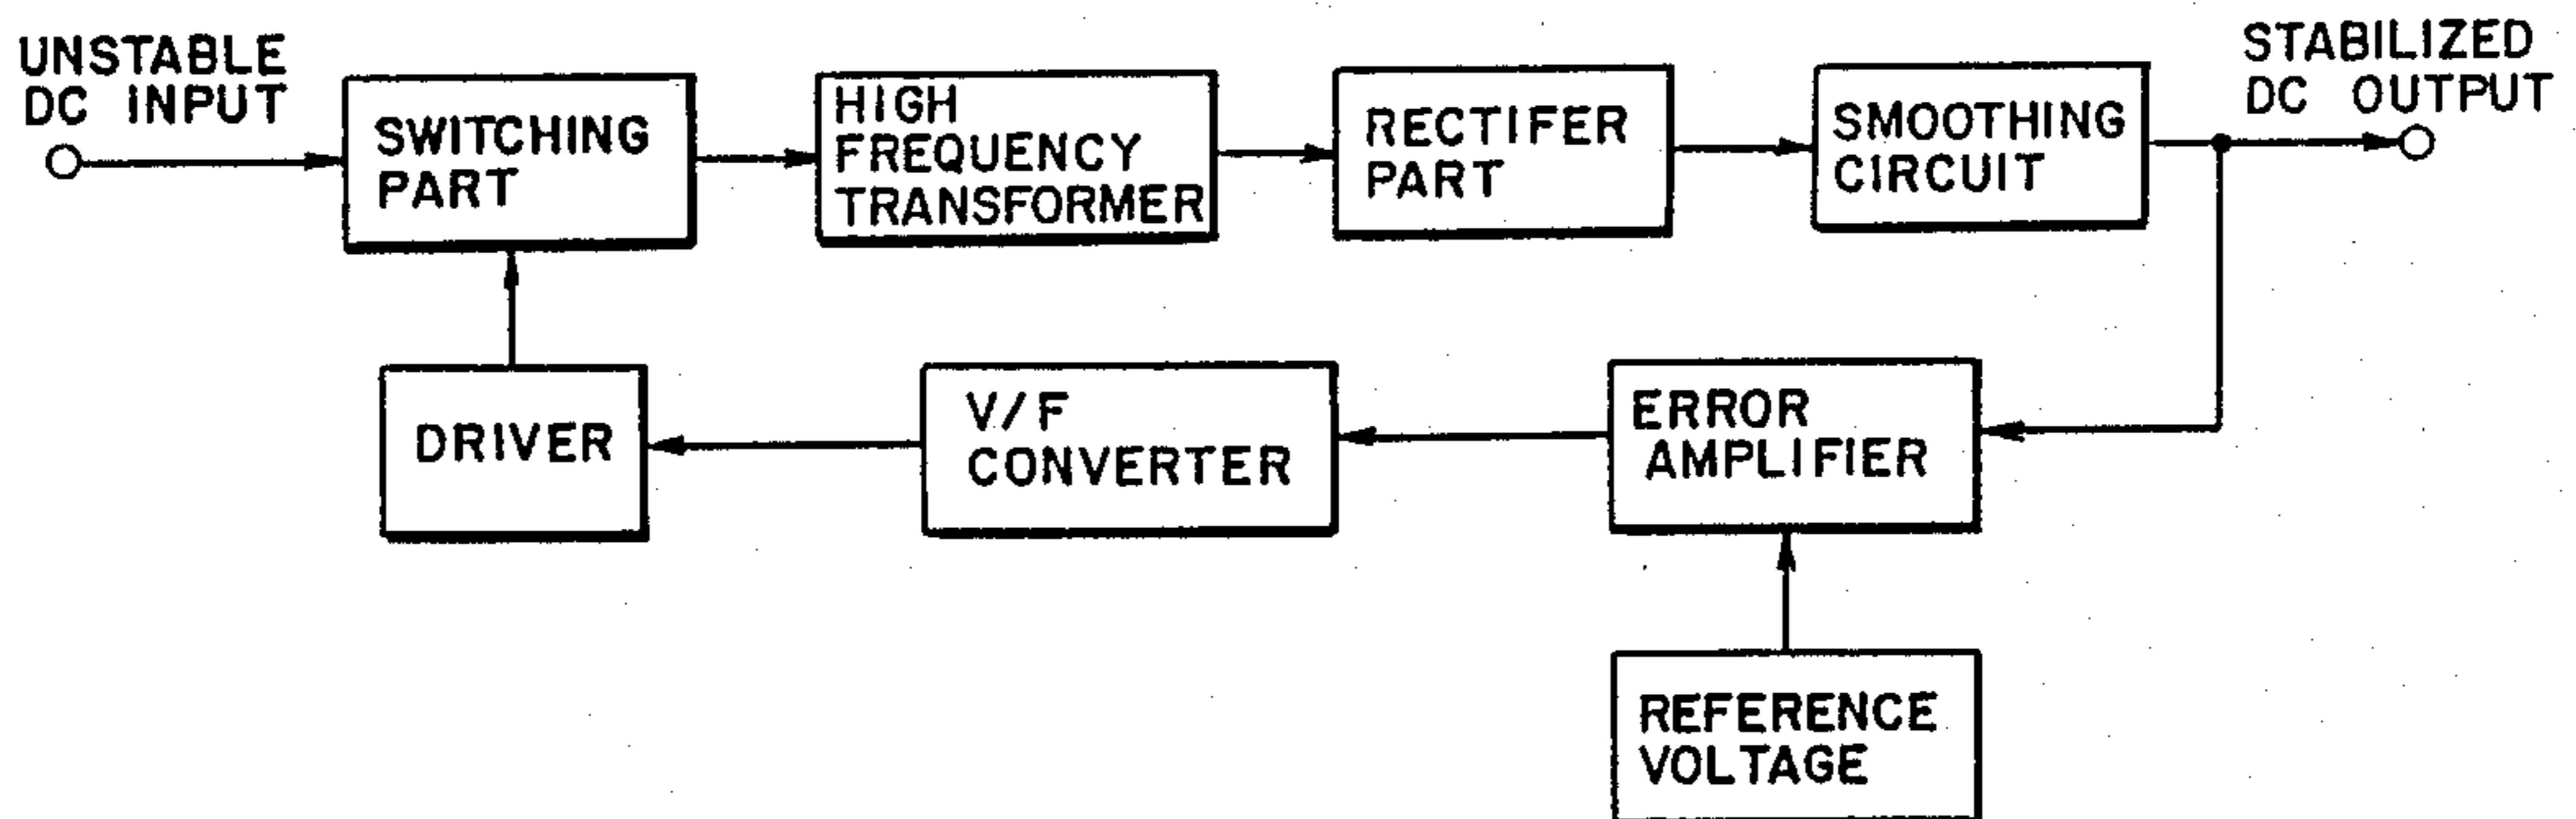 UNSTABLE
DC INPUT
SWITCHING
PART
HIGH
FREQUENCY
TRANSFORMER
RECTIFER
PART
SMOOTHING
CIRCUIT
STABILIZED
DC OUTPUT
DRIVER
V/F
CONVERTER
ERROR
AMPLIFIER
REFERENCE
VOLTAGE